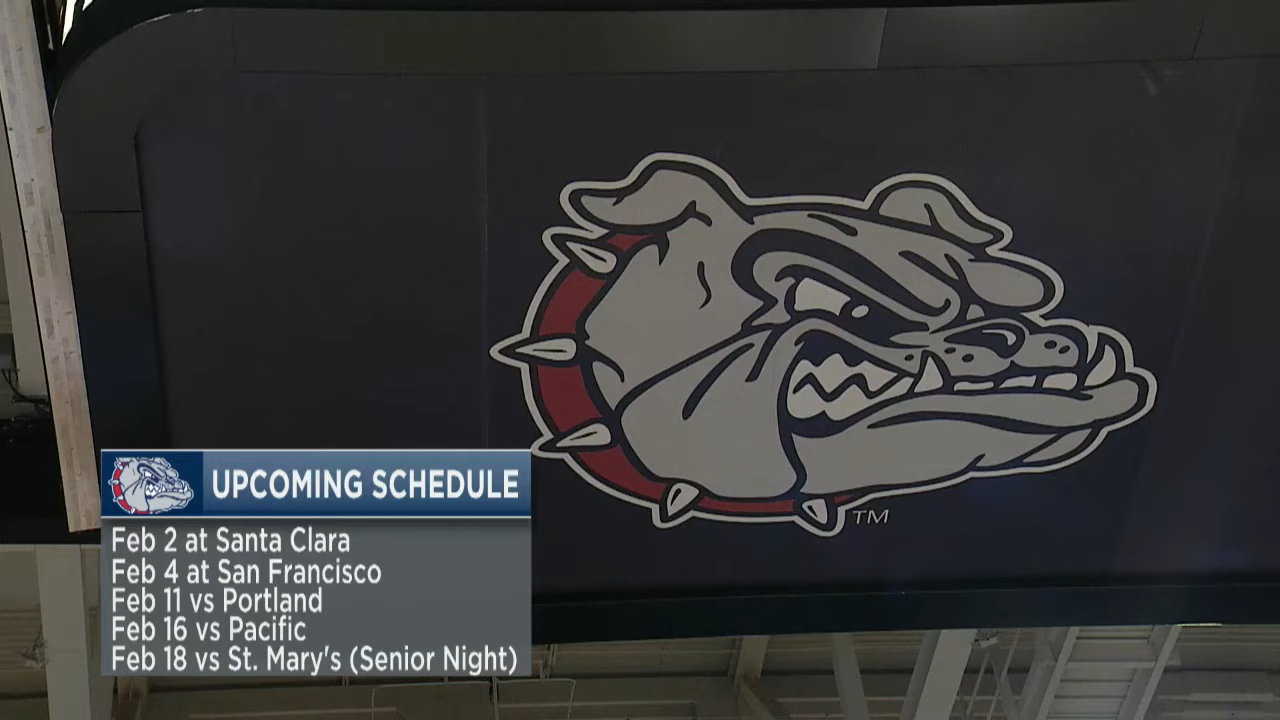 UPCOMING SCHEDULE
Feb 2 at Santa Clara
Feb 4 at San Francisco
Feb 11 vs Portland
Feb 16 vs Pacific
Feb 18 vs St. Mary's (Senior Night)
TM